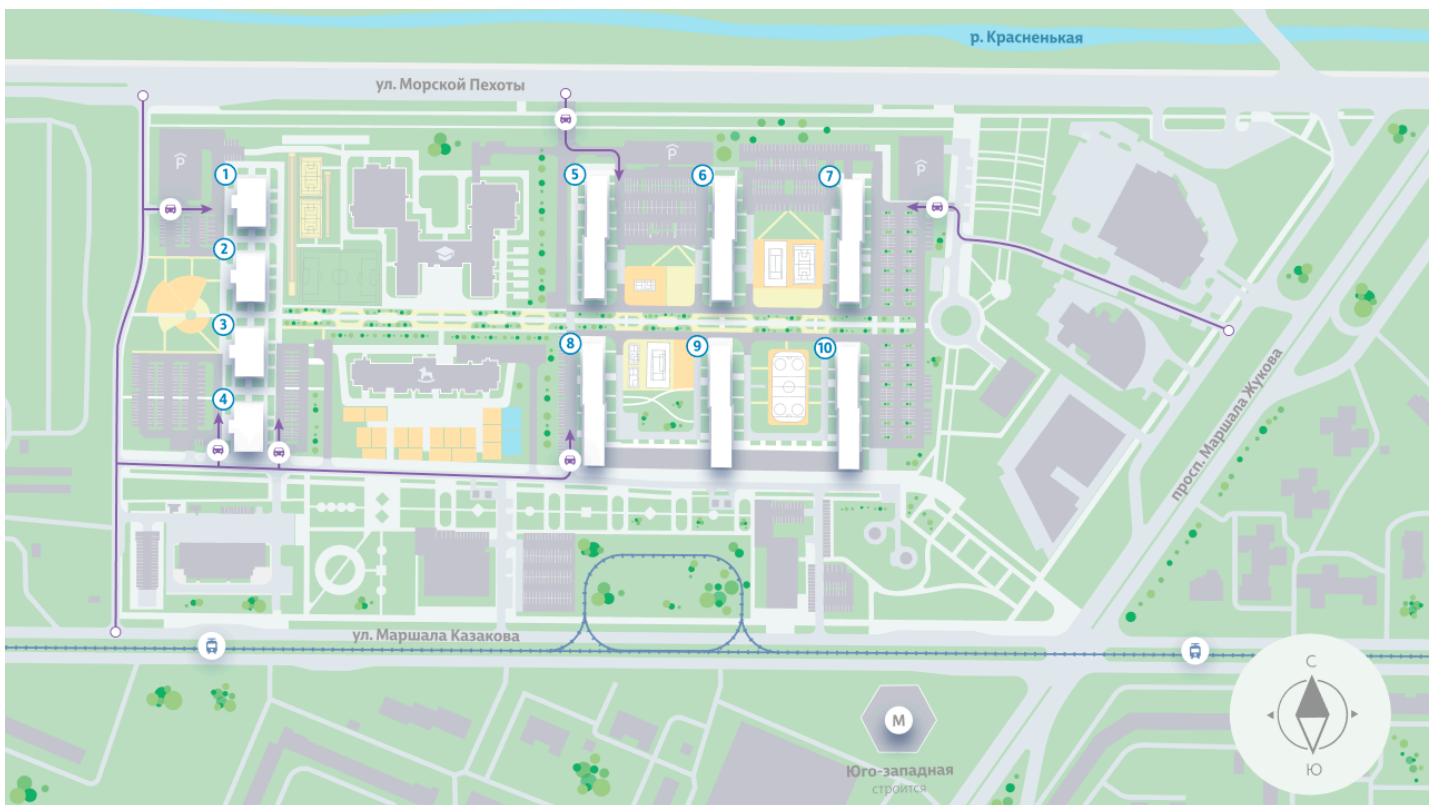 р. Красненькая
ул. Морской Пехоты
P
P
P
1
2
3
4
5
6
7
8
9
10
просп. Маршала Жукова
ул. Маршала Казакова
М
Юго-западная
строится
С
Ю